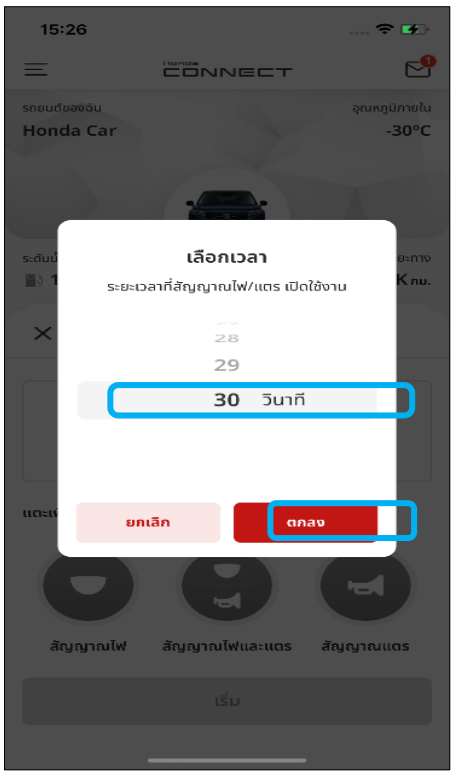 15:26
HONDA
CONNECT
1
รถยนต์ของฉัน
อุณหภูมิภายใน
Honda Car
-30°C
เลือกเวลา
ระยะเวลาที่สัญญาณไฟ/แตร เปิดใช้งาน
28
29
30 วินาที
ยกเลิก
ตกลง
สัญญาณไฟ
สัญญาณไฟและแตร
สัญญาณแตร
เริ่ม